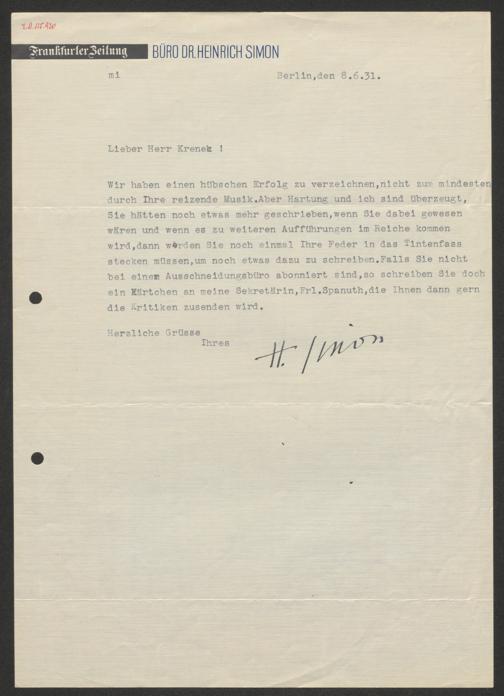 Frankfurter Zeitung BÜRO DR. HEINRICH SIMON
mi Berlin,den 8.6.31.
Lieber Herr Krenek !
Wir haben einen hübschen Erfolg zu verzeichnen,nicht zum mindesten
durch Ihre reizende Musik.Aber Hartung und ich sind überzeugt,
Sie hätten noch etwas mehr geschrieben,wenn Sie dabei gewesen
wären und wenn es zu weiteren Aufführungen im Reiche kommen
wird,dann werden Sie noch einmal Ihre Feder in das Tintenfass
stecken müssen,um noch etwas dazu zu schreiben.Falls Sie nicht
bei einem Ausschneidungsbüro abonniert sind,so schreiben Sie doch
ein Kärtchen an meine Sekretärin,Frl.Spanuth,die Ihnen dann gern
die Kritiken zusenden wird.
Herzliche Grüsse
Ihres
H. Simon